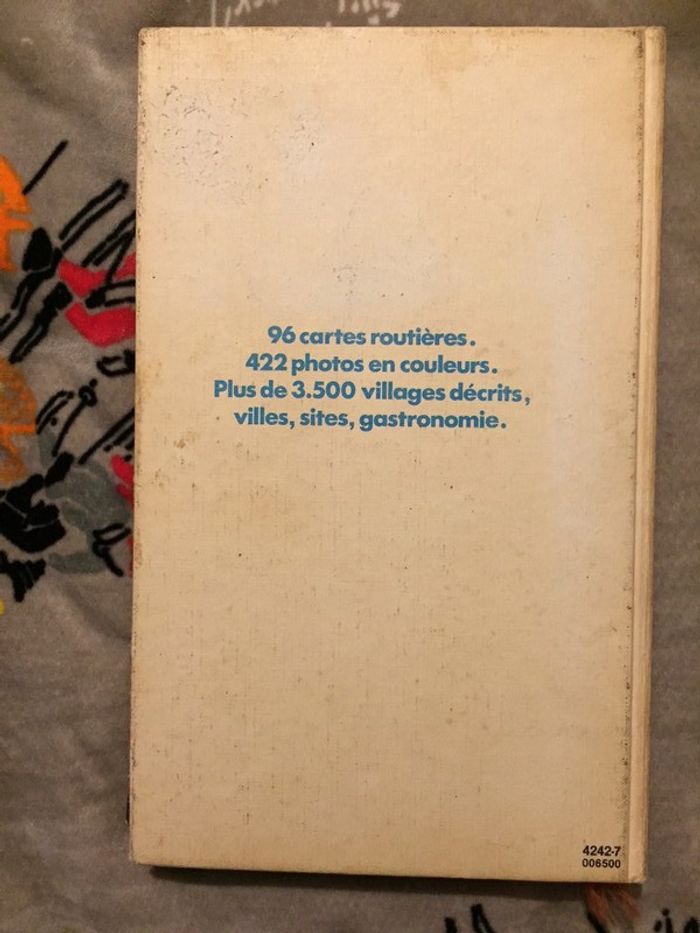 96 cartes routières.
422 photos en couleurs.
Plus de 3.500 villages décrits,
villes, sites, gastronomie.
4242-7
006500